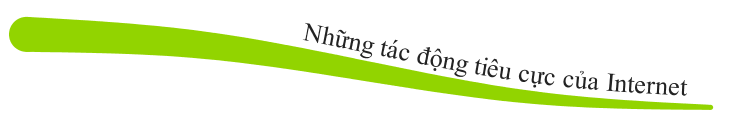 Những tác động tiêu cực của Internet